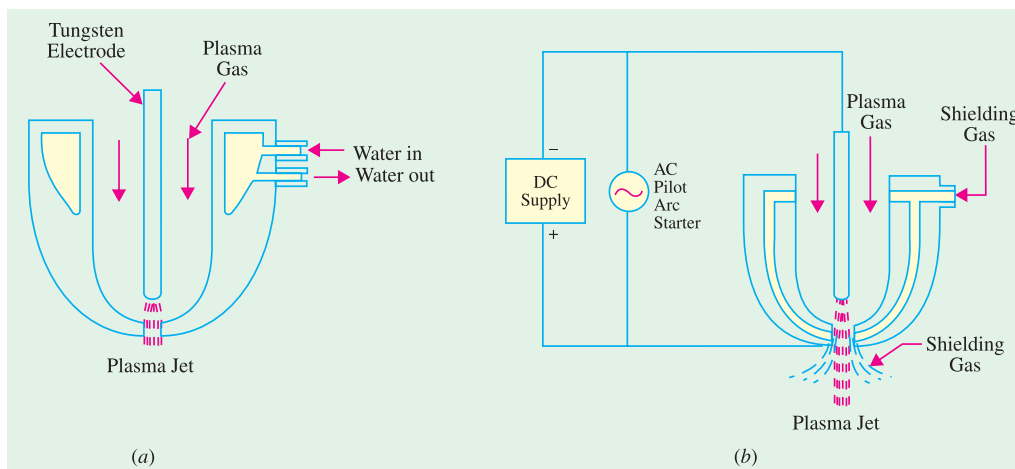 Tungsten
Electrode
Plasma
Gas
Water in
Water out
Plasma Jet
(a)
–
DC
Supply
+
AC
Pilot
Arc
Starter
Plasma
Gas
Shielding
Gas
Shielding
Gas
Plasma Jet
(b)